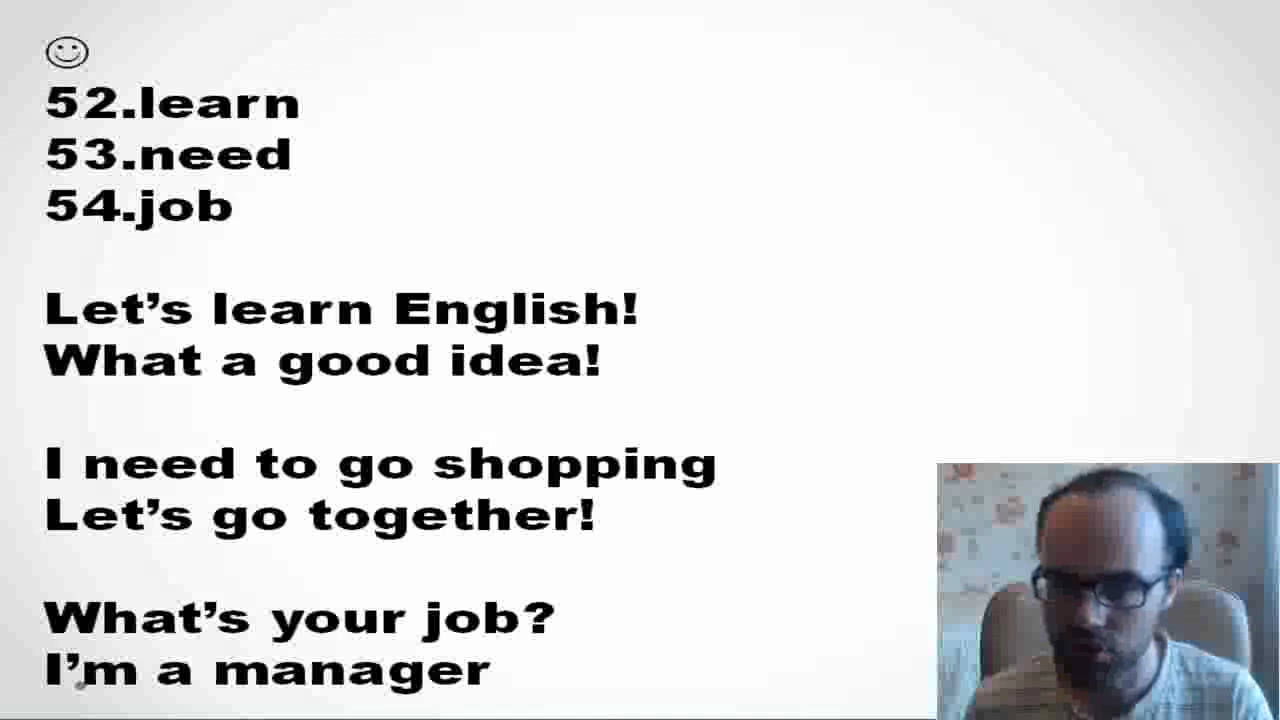 52.learn
53.need
54.job
Let’s learn English!
What a good idea!
I need to go shopping
Let’s go together!
What’s your job?
I’m a manager